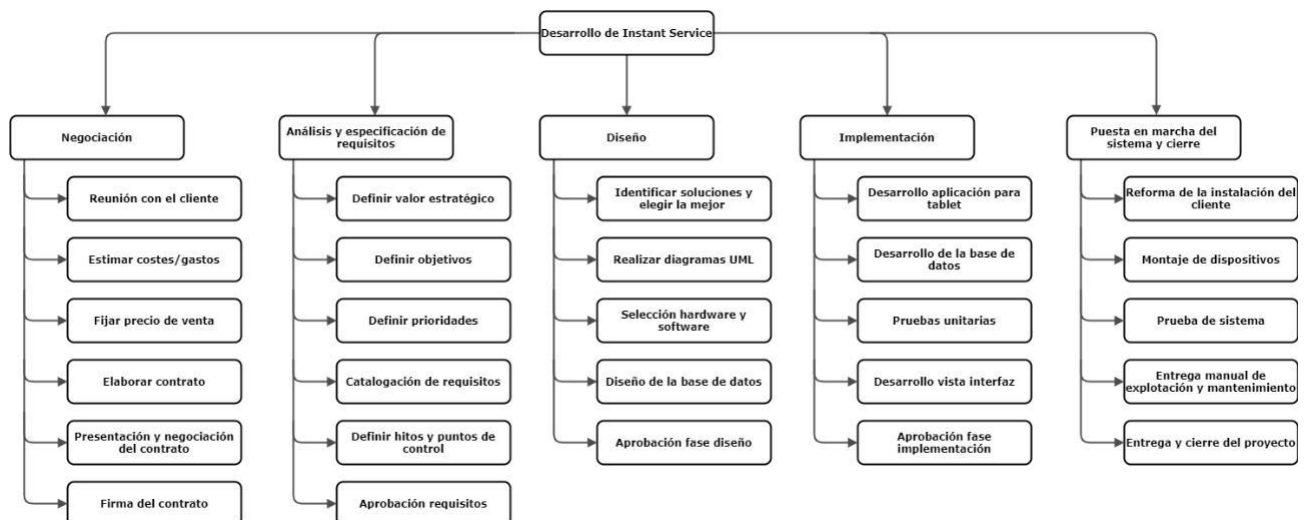 Desarrollo de Instant Service
Negociación
Reunión con el cliente
Estimar costes/gastos
Fijar precio de venta
Elaborar contrato
Presentación y negociación
del contrato
Firma del contrato
Análisis y especificación de
requisitos
Definir valor estratégico
Definir objetivos
Definir prioridades
Catalogación de requisitos
Definir hitos y puntos de
control
Aprobación requisitos
Diseño
Identificar soluciones y
elegir la mejor
Realizar diagramas UML
Selección hardware y
software
Diseño de la base de datos
Aprobación fase diseño
Implementación
Desarrollo aplicación para
tablet
Desarrollo de la base de
datos
Pruebas unitarias
Desarrollo vista interfaz
Aprobación fase
implementación
Puesta en marcha del
sistema y cierre
Reforma de la instalación del
cliente
Montaje de dispositivos
Prueba de sistema
Entrega manual de
explotación y mantenimiento
Entrega y cierre del proyecto